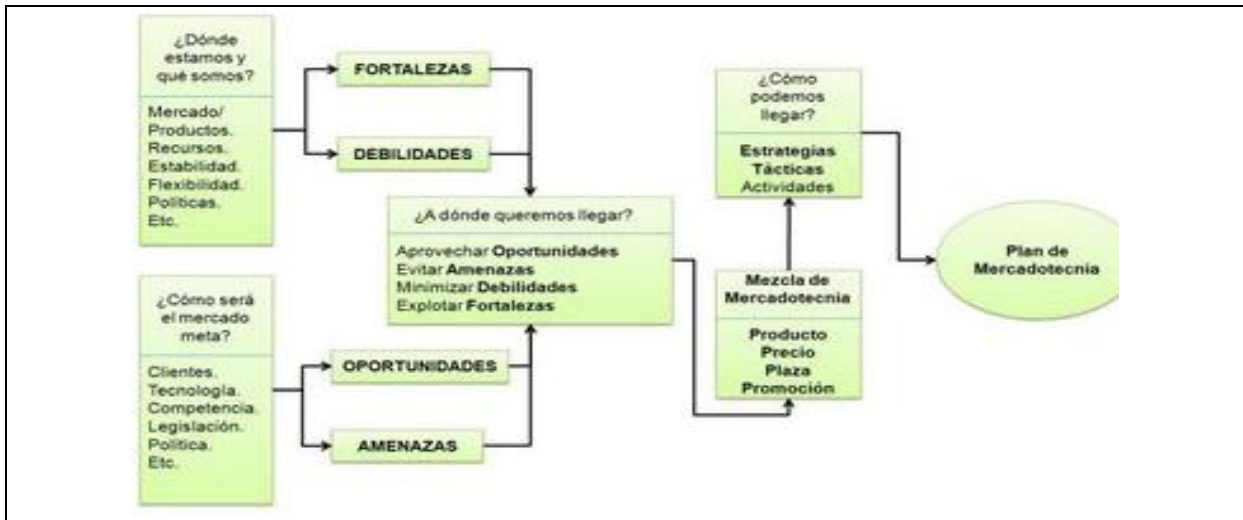 ¿Dónde
estamos y
qué somos?
Mercado/
Productos.
Recursos.
Estabilidad.
Flexibilidad.
Políticas.
Etc.
FORTALEZAS
DEBILIDADES
¿A dónde queremos llegar?
Aprovechar Oportunidades
Evitar Amenazas
Minimizar Debilidades
Explotar Fortalezas
¿Cómo será
el mercado
meta?
Clientes.
Tecnología.
Competencia.
Legislación.
Política.
Etc.
OPORTUNIDADES
AMENAZAS
Mezcla de
Mercadotecnia
Producto
Precio
Plaza
Promoción
¿Cómo
podemos
llegar?
Estrategias
Tácticas
Actividades
Plan de
Mercadotecnia